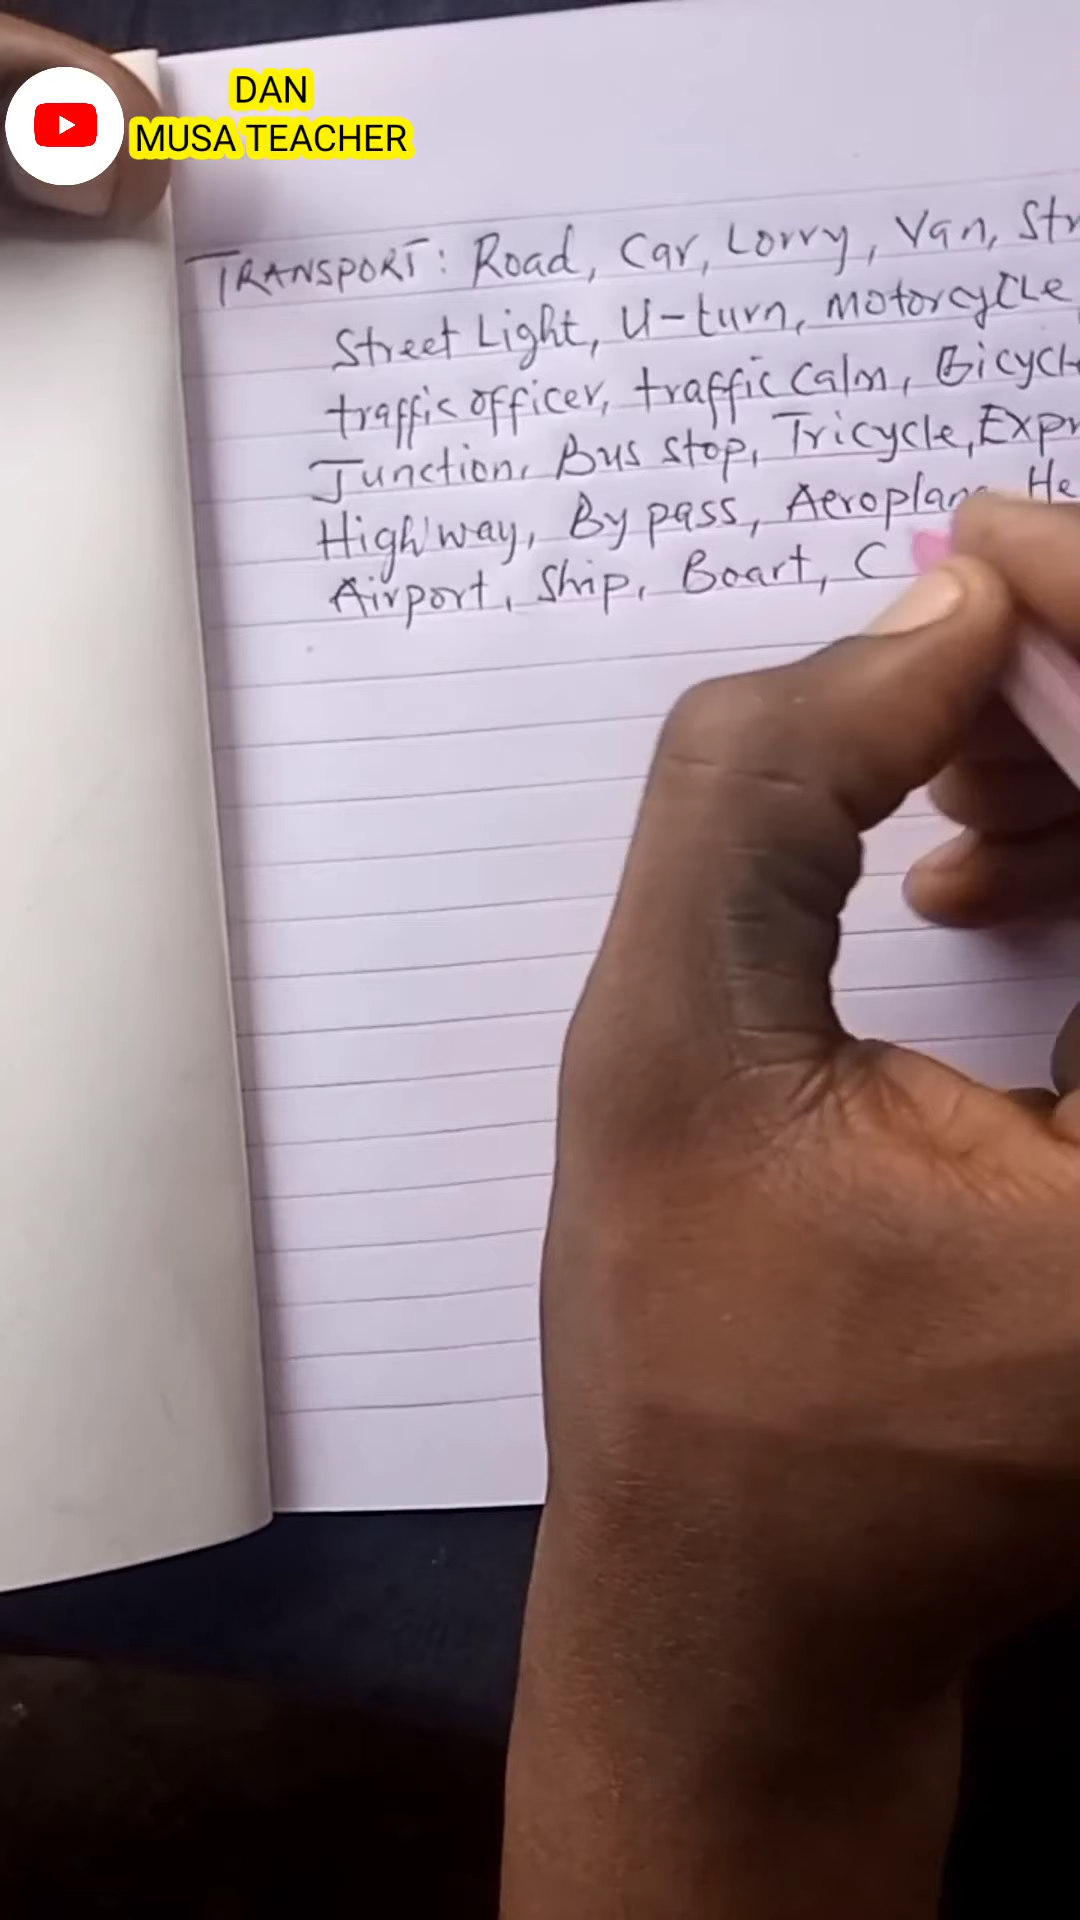 DAN
MUSA TEACHER
TRANSPORT: Road, Car, Lorry, Van,
Street Light, U-turn, Motorcycle,
traffic officer, traffic calm,
Junction, Bus stop, Tricycle,
Highway, By pass,
Airport, Ship, Boart, C